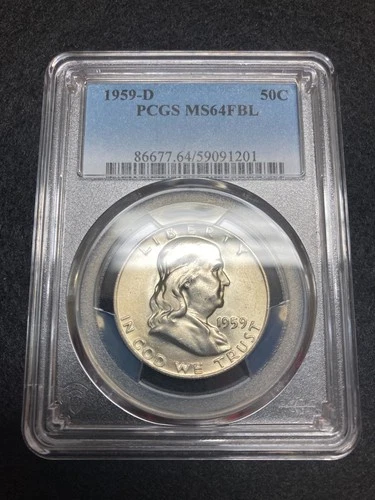 1959-D 50C
PCGS MS64FBL
86677.64/59091201
LIBERTY
1959
IN GOD WE TRUST